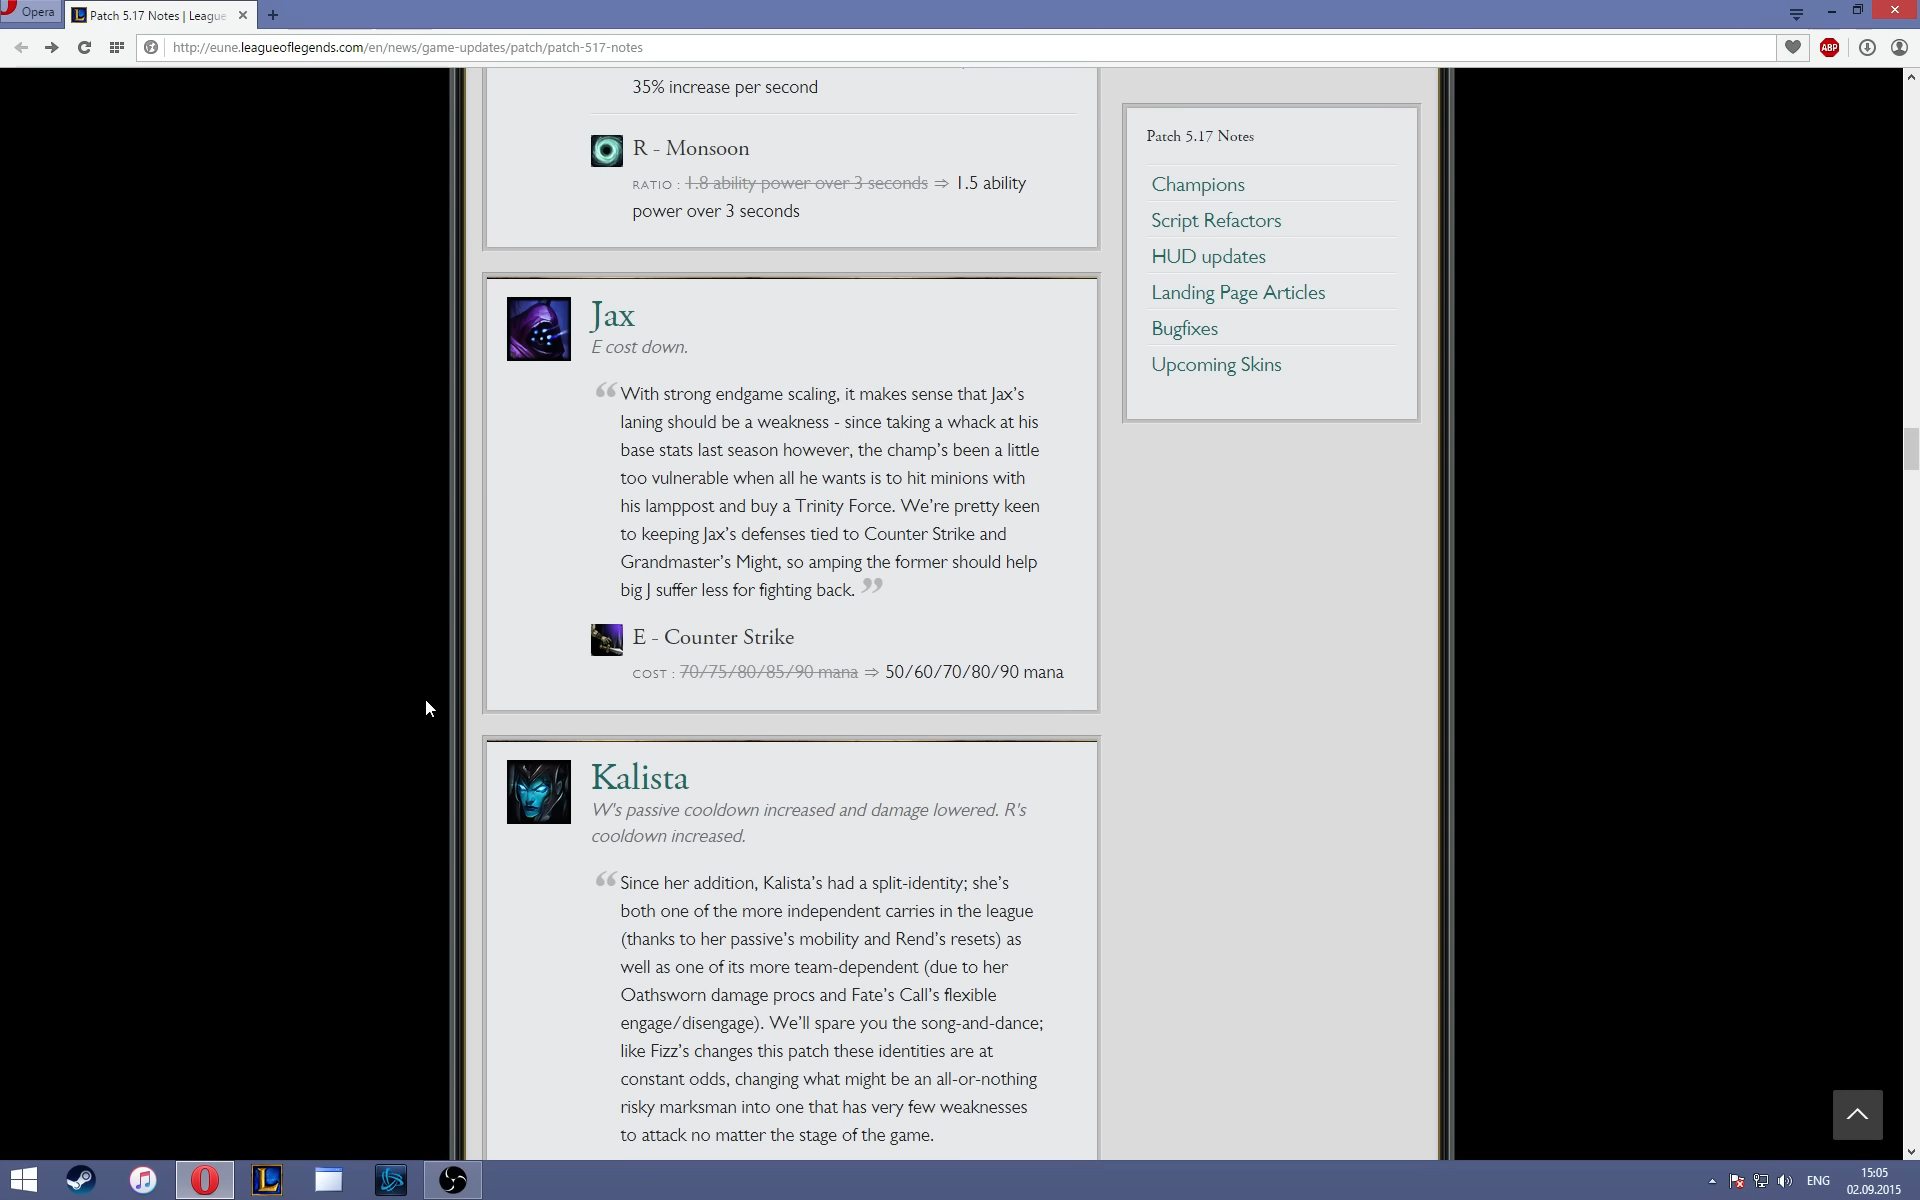 Opera
Patch 5.17 Notes | League
http://eune.leagueoflegends.com/en/news/game-updates/patch/patch-517-notes
ABP
35% increase per second
R - Monsoon
RATIO : 1.8 ability power over 3 seconds ⇒ 1.5 ability
power over 3 seconds
Jax
E cost down.
“ With strong endgame scaling, it makes sense that Jax’s
laning should be a weakness - since taking a whack at his
base stats last season however, the champ’s been a little
too vulnerable when all he wants is to hit minions with
his lamppost and buy a Trinity Force. We’re pretty keen
to keeping Jax’s defenses tied to Counter Strike and
Grandmaster’s Might, so amping the former should help
big J suffer less for fighting back. ”
E - Counter Strike
COST : 70/75/80/85/90 mana ⇒ 50/60/70/80/90 mana
Kalista
W's passive cooldown increased and damage lowered. R's
cooldown increased.
“ Since her addition, Kalista’s had a split-identity; she’s
both one of the more independent carries in the league
(thanks to her passive’s mobility and Rend’s resets) as
well as one of its more team-dependent (due to her
Oathsworn damage procs and Fate’s Call’s flexible
engage/disengage). We’ll spare you the song-and-dance;
like Fizz’s changes this patch these identities are at
constant odds, changing what might be an all-or-nothing
risky marksman into one that has very few weaknesses
to attack no matter the stage of the game.
Patch 5.17 Notes
Champions
Script Refactors
HUD updates
Landing Page Articles
Bugfixes
Upcoming Skins
ENG
15:05
02.09.2015